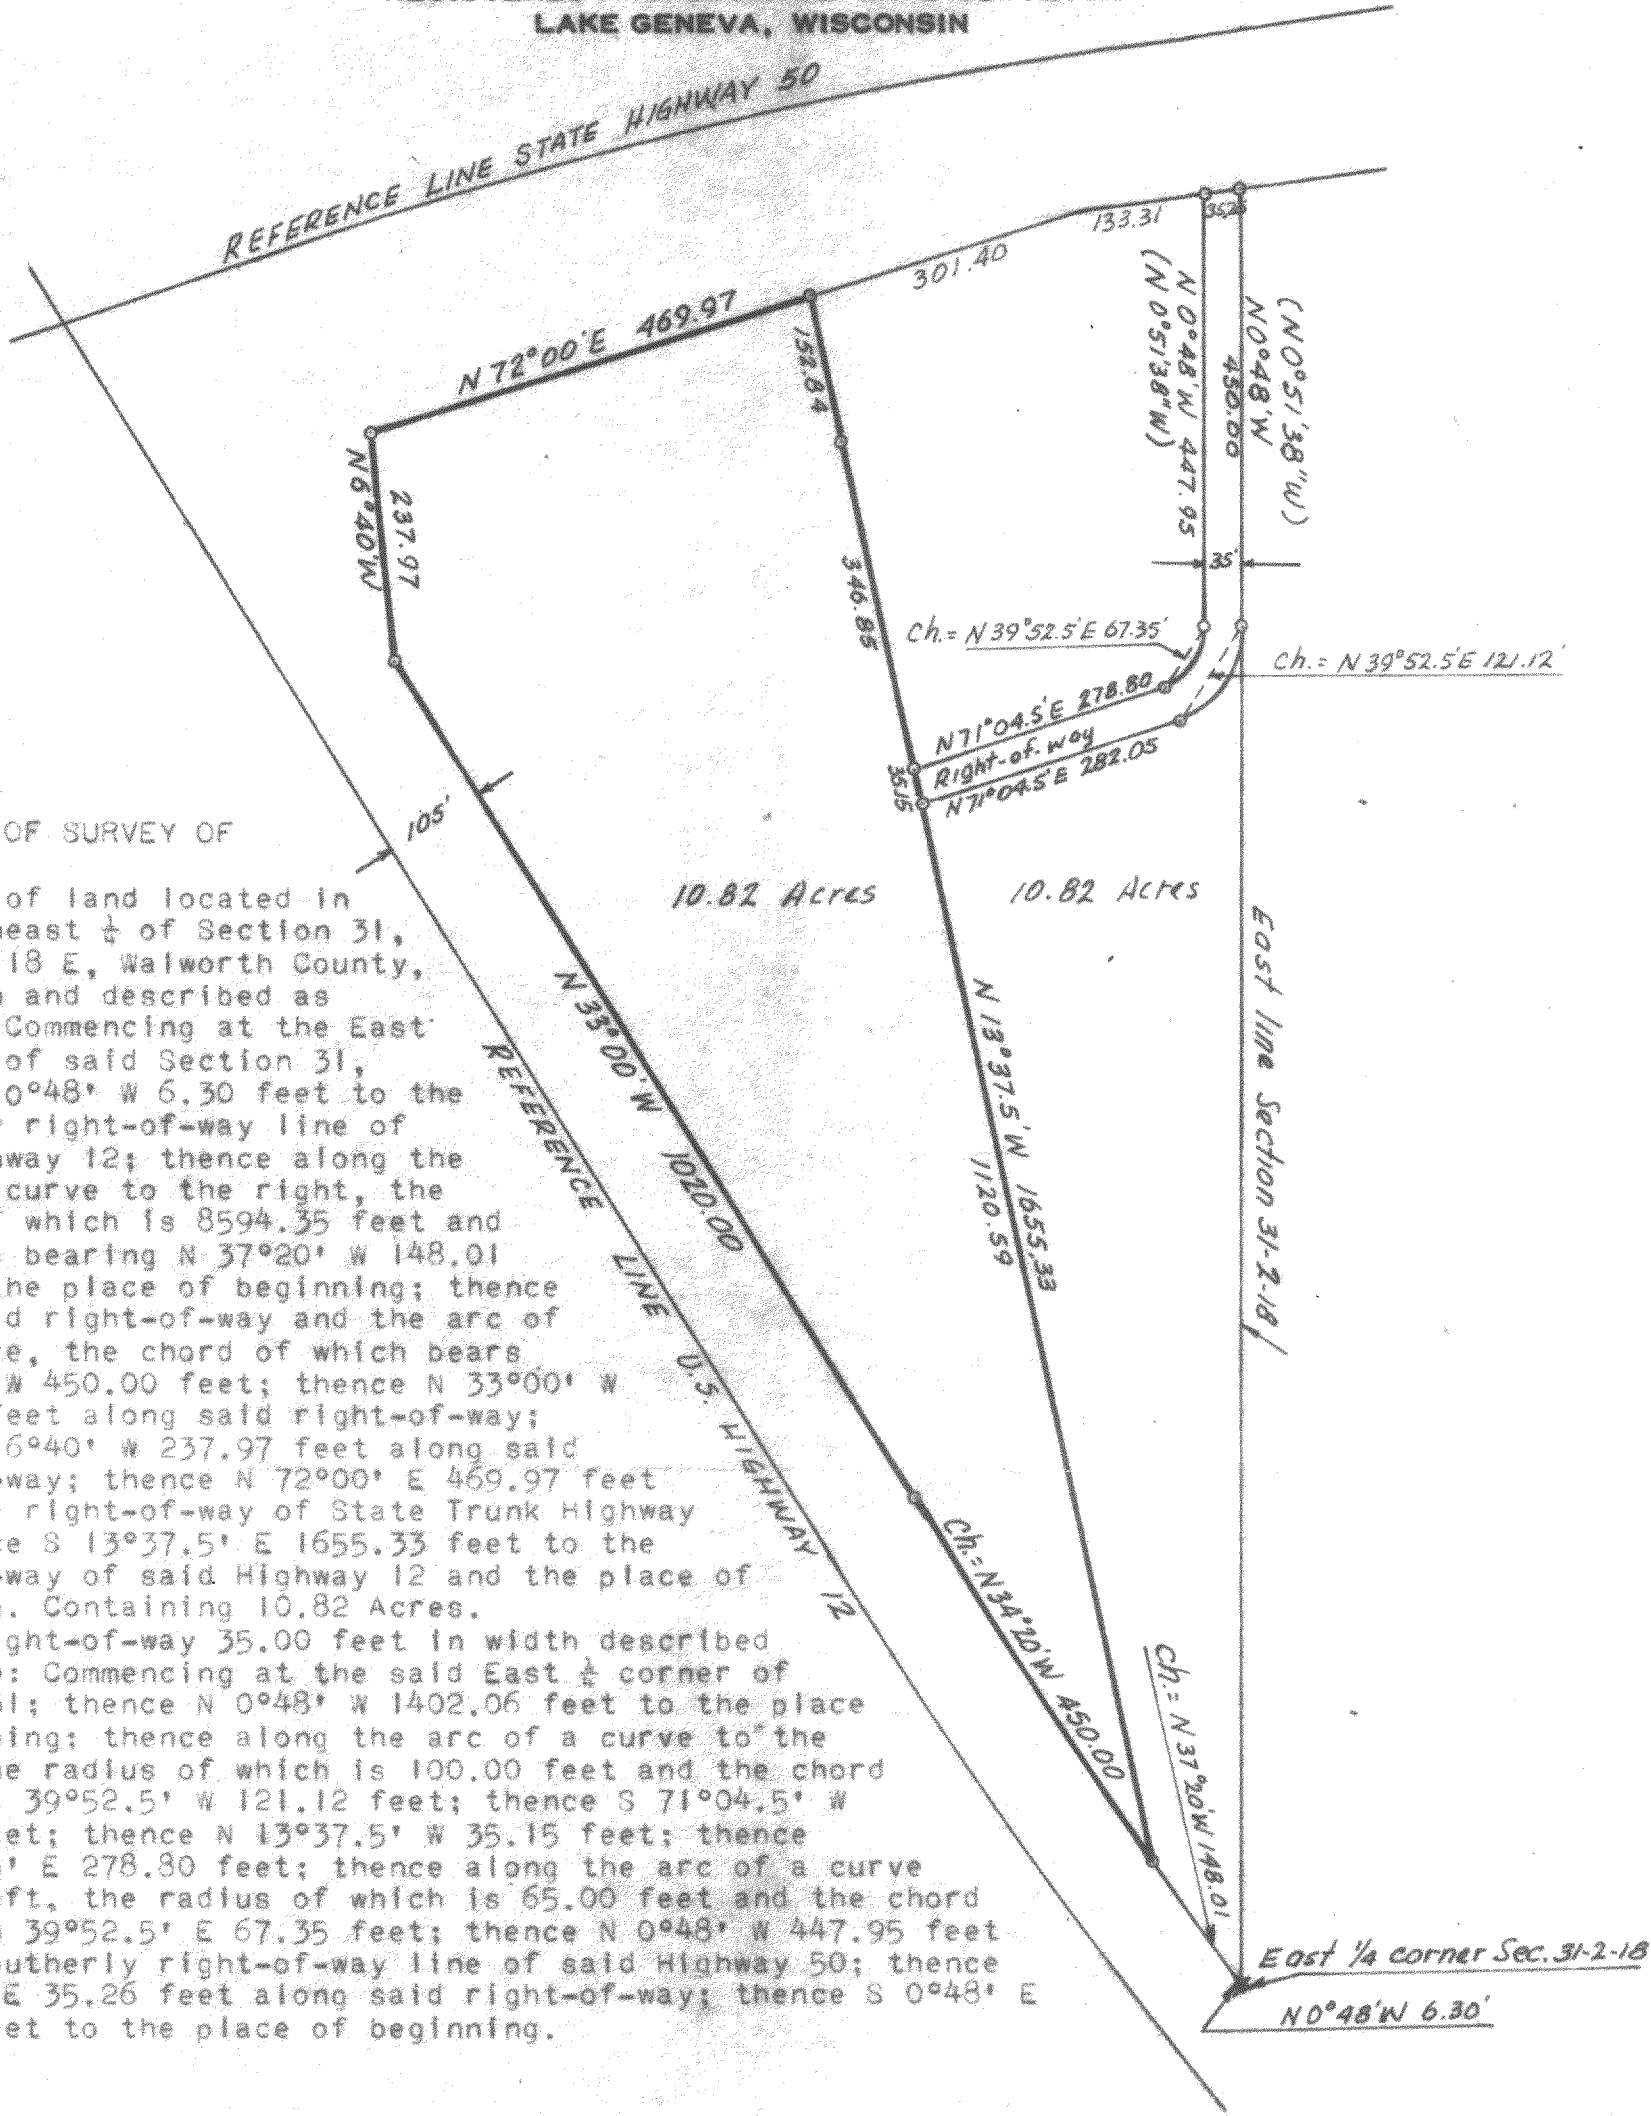 LAKE GENEVA, WISCONSIN
REFERENCE LINE STATE HIGHWAY 50
133.31
35.26
301.40
N 72°00'E 469.97
152.84
(N 0°51'38"W)
N 0°48'W 447.95
450.00
N 0°48'W
(N 0°51'38"W)
N 6°40'W
237.97
346.85
35'
Ch. = N 39°52.5'E 67.35'
Ch. = N 39°52.5'E 121.12'
N 71°04.5'E 278.80
Right-of-way
N 71°04.5'E 282.05
35.15
105'
10.82 Acres
10.82 Acres
East line Section 31-2-18
N 33°00'W 1020.00
N 13°37.5'W 1655.33
1120.59
REFERENCE LINE U.S. HIGHWAY 12
Ch. = N 34°20'W 450.00
Ch. = N 37°20'W 148.01
East 1/4 corner Sec. 31-2-18
N 0°48'W 6.30'
OF SURVEY OF
of land located in
east ¼ of Section 31,
18 E, Walworth County,
and described as
Commencing at the East
of said Section 31,
0°48' W 6.30 feet to the
right-of-way line of
way 12; thence along the
curve to the right, the
which is 8594.35 feet and
bearing N 37°20' W 148.01
he place of beginning; thence
d right-of-way and the arc of
e, the chord of which bears
W 450.00 feet; thence N 33°00' W
feet along said right-of-way;
6°40' W 237.97 feet along said
way; thence N 72°00' E 469.97 feet
right-of-way of State Trunk Highway
e S 13°37.5' E 1655.33 feet to the
way of said Highway 12 and the place of
. Containing 10.82 Acres.
ght-of-way 35.00 feet in width described
: Commencing at the said East ¼ corner of
31; thence N 0°48' W 1402.06 feet to the place
ing; thence along the arc of a curve to the
e radius of which is 100.00 feet and the chord
39°52.5' W 121.12 feet; thence S 71°04.5' W
et; thence N 13°37.5' W 35.15 feet; thence
' E 278.80 feet; thence along the arc of a curve
ft, the radius of which is 65.00 feet and the chord
39°52.5' E 67.35 feet; thence N 0°48' W 447.95 feet
utherly right-of-way line of said Highway 50; thence
E 35.26 feet along said right-of-way; thence S 0°48' E
et to the place of beginning.